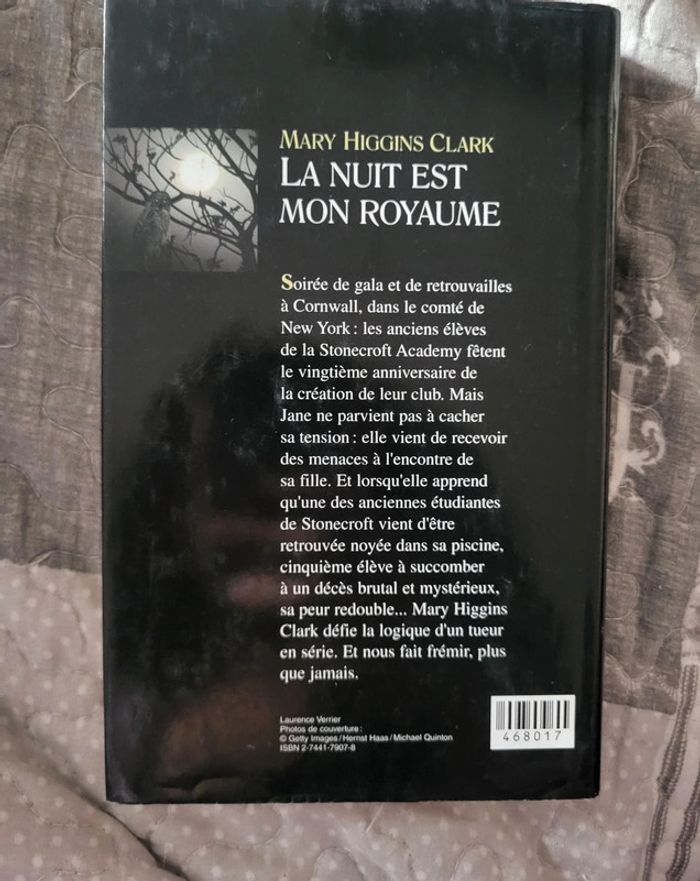 MARY HIGGINS CLARK
LA NUIT EST
MON ROYAUME
Soirée de gala et de retrouvailles
à Cornwall, dans le comté de
New York : les anciens élèves
de la Stonecroft Academy fêtent
le vingtième anniversaire de
la création de leur club. Mais
Jane ne parvient pas à cacher
sa tension : elle vient de recevoir
des menaces à l'encontre de
sa fille. Et lorsqu'elle apprend
qu'une des anciennes étudiantes
de Stonecroft vient d'être
retrouvée noyée dans sa piscine,
cinquième élève à succomber
à un décès brutal et mystérieux,
sa peur redouble... Mary Higgins
Clark défie la logique d'un tueur
en série. Et nous fait frémir, plus
que jamais.
Laurence Verrier
Photos de couverture :
© Getty Images / Hernst Haas / Michael Quinton
ISBN 2-7441-7907-8
468017